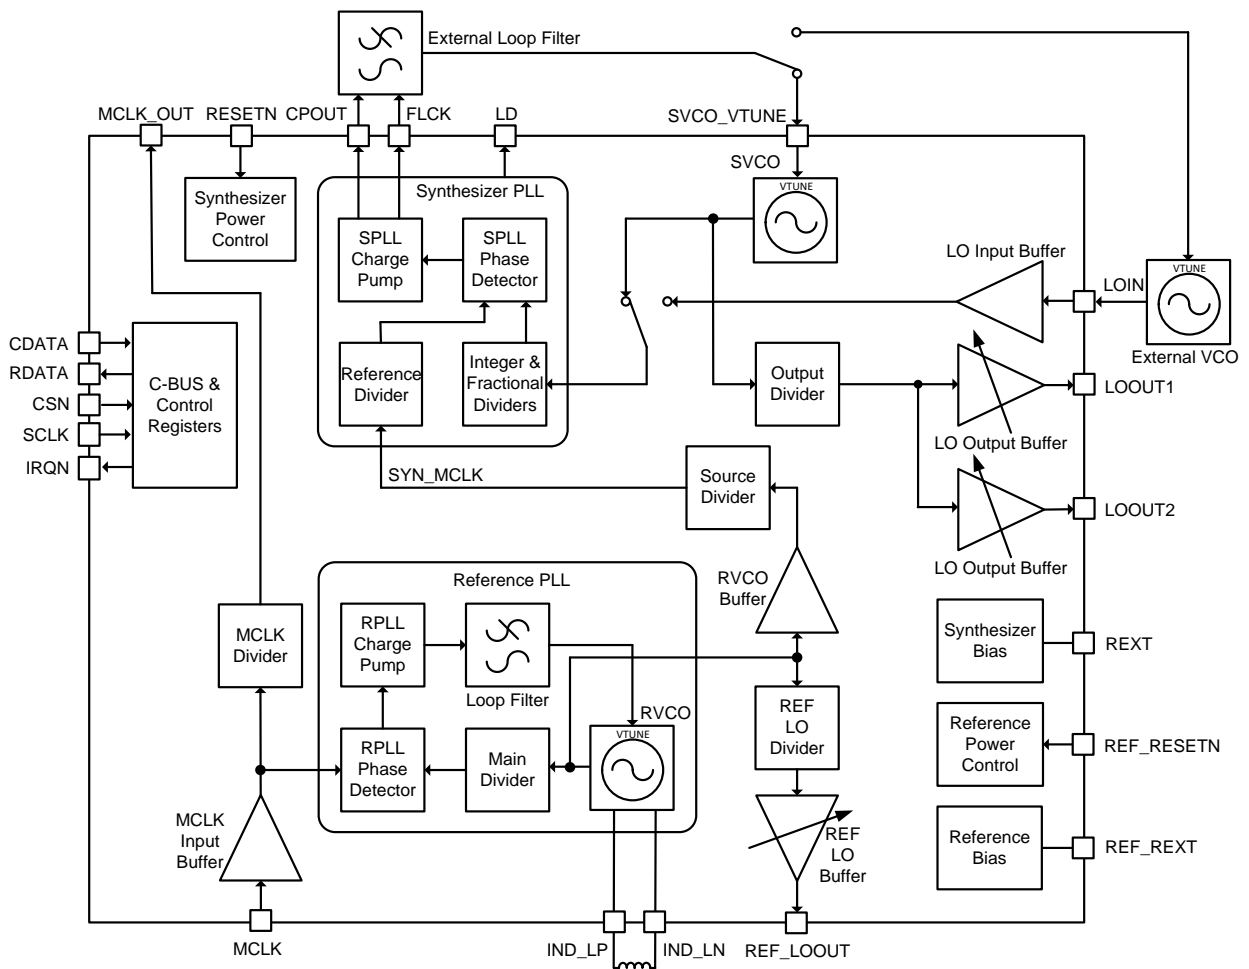 External Loop Filter
MCLK_OUT
RESETN
CPOUT
FLCK
LD
SVCO_VTUNE
SVCO
VTUNE
Synthesizer
Power
Control
Synthesizer PLL
SPLL
Charge
Pump
SPLL
Phase
Detector
LO Input Buffer
LOIN
VTUNE
External VCO
CDATA
RDATA
CSN
SCLK
IRQN
C-BUS &
Control
Registers
Reference
Divider
Integer &
Fractional
Dividers
Output
Divider
LOOUT1
LO Output Buffer
SYN_MCLK
Source
Divider
LOOUT2
LO Output Buffer
Reference PLL
RVCO
Buffer
MCLK
Divider
RPLL
Charge
Pump
Loop Filter
Synthesizer
Bias
REXT
RVCO
VTUNE
REF
LO
Divider
Reference
Power
Control
REF_RESETN
RPLL
Phase
Detector
Main
Divider
MCLK
Input
Buffer
REF
LO
Buffer
Reference
Bias
REF_REXT
MCLK
IND_LP
IND_LN
REF_LOOUT